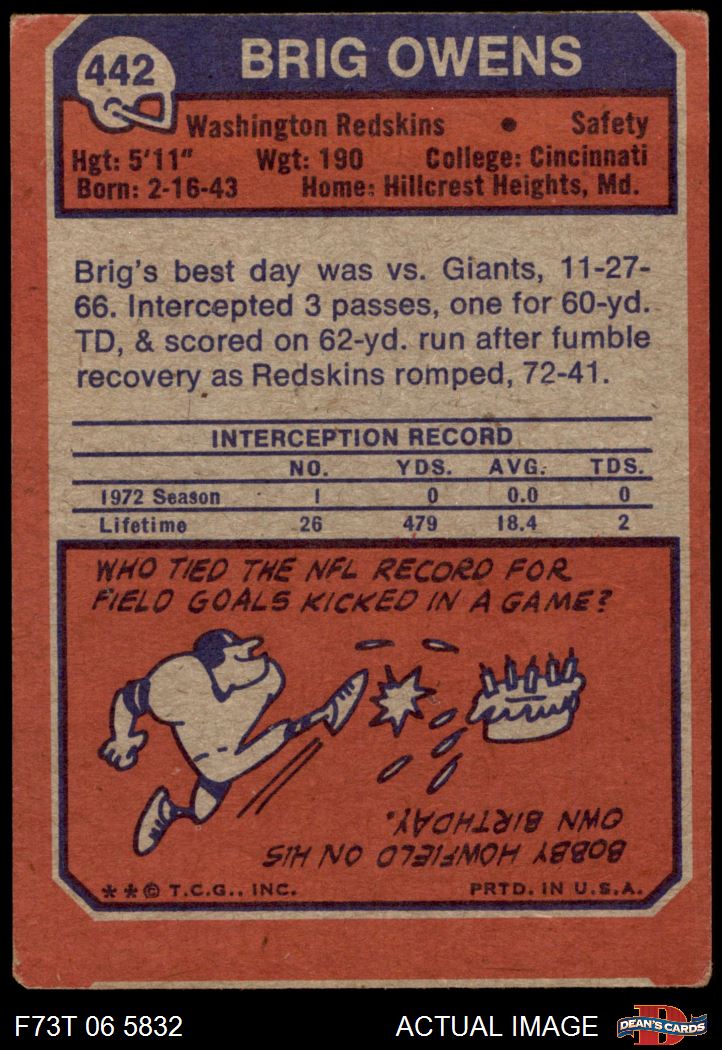 442
BRIG OWENS
Washington Redskins • Safety
Hgt: 5'11" Wgt: 190 College: Cincinnati
Born: 2-16-43 Home: Hillcrest Heights, Md.
Brig's best day was vs. Giants, 11-27-
66. Intercepted 3 passes, one for 60-yd.
TD, & scored on 62-yd. run after fumble
recovery as Redskins romped, 72-41.
INTERCEPTION RECORD
NO. YDS. AVG. TDS.
1972 Season 1 0 0.0 0
Lifetime 26 479 18.4 2
WHO TIED THE NFL RECORD FOR
FIELD GOALS KICKED IN A GAME?
BOBBY HOWFIELD ON HIS
OWN BIRTHDAY.
**© T.C.G., INC. PRTD. IN U.S.A.
F73T 06 5832 ACTUAL IMAGE
D
DEAN'S CARDS